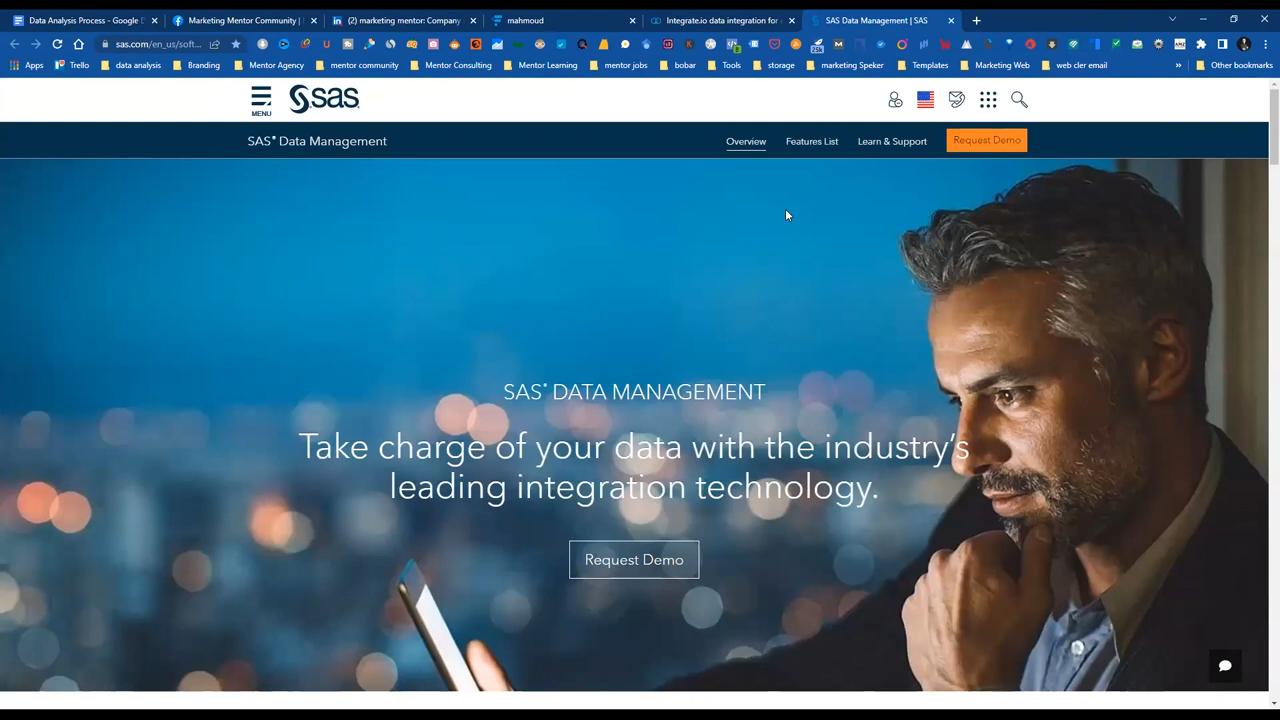 Data Analysis Process - Google D
Marketing Mentor Community |
(2) marketing mentor: Company
mahmoud
Integrate.io data integration for
SAS Data Management | SAS
sas.com/en_us/soft...
25k
Apps
Trello
data analysis
Branding
Mentor Agency
mentor community
Mentor Consulting
Mentor Learning
mentor jobs
bobar
Tools
storage
marketing Speker
Templates
Marketing Web
web cler email
»
Other bookmarks
MENU
sas
SAS® Data Management
Overview
Features List
Learn & Support
Request Demo
SAS® DATA MANAGEMENT
Take charge of your data with the industry's
leading integration technology.
Request Demo